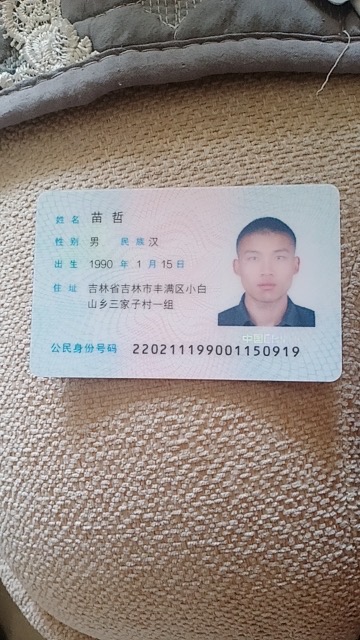 姓名 苗哲
性别 男 民族 汉
出生 1990 年 1 月 15 日
住址 吉林省吉林市丰满区小白
山乡三家子村一组
公民身份号码 220211199001150919